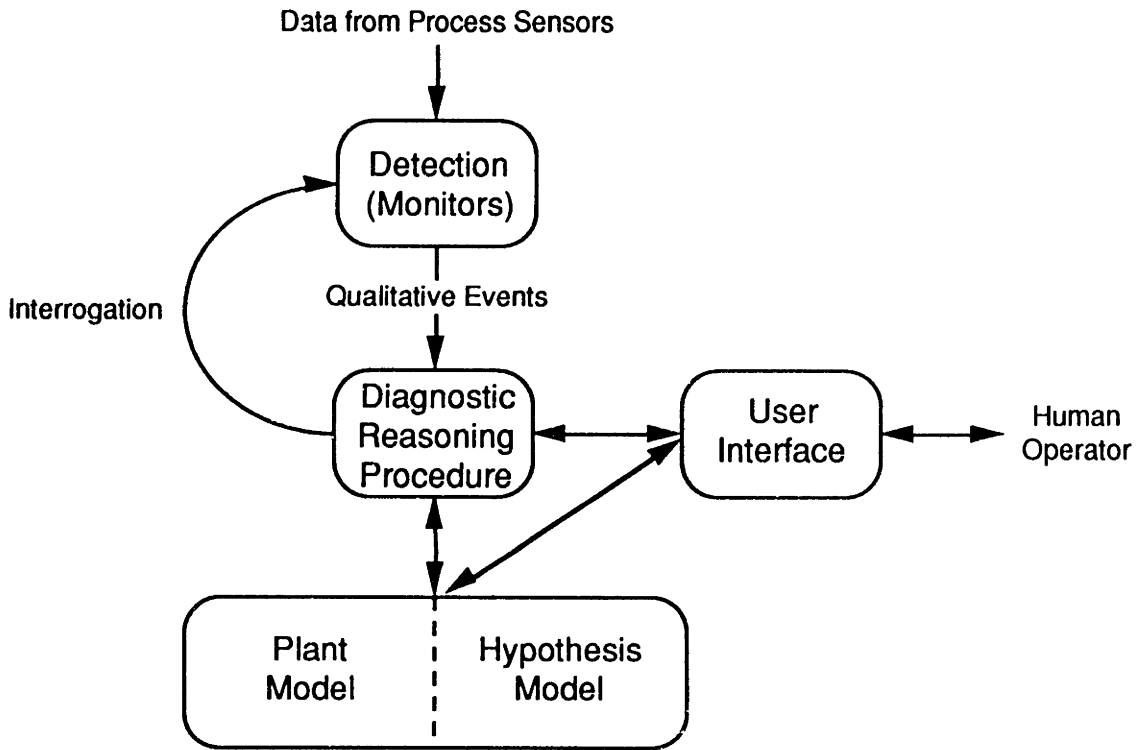 Data from Process Sensors
Detection
(Monitors)
Interrogation
Qualitative Events
Diagnostic
Reasoning
Procedure
User
Interface
Human
Operator
Plant
Model
Hypothesis
Model